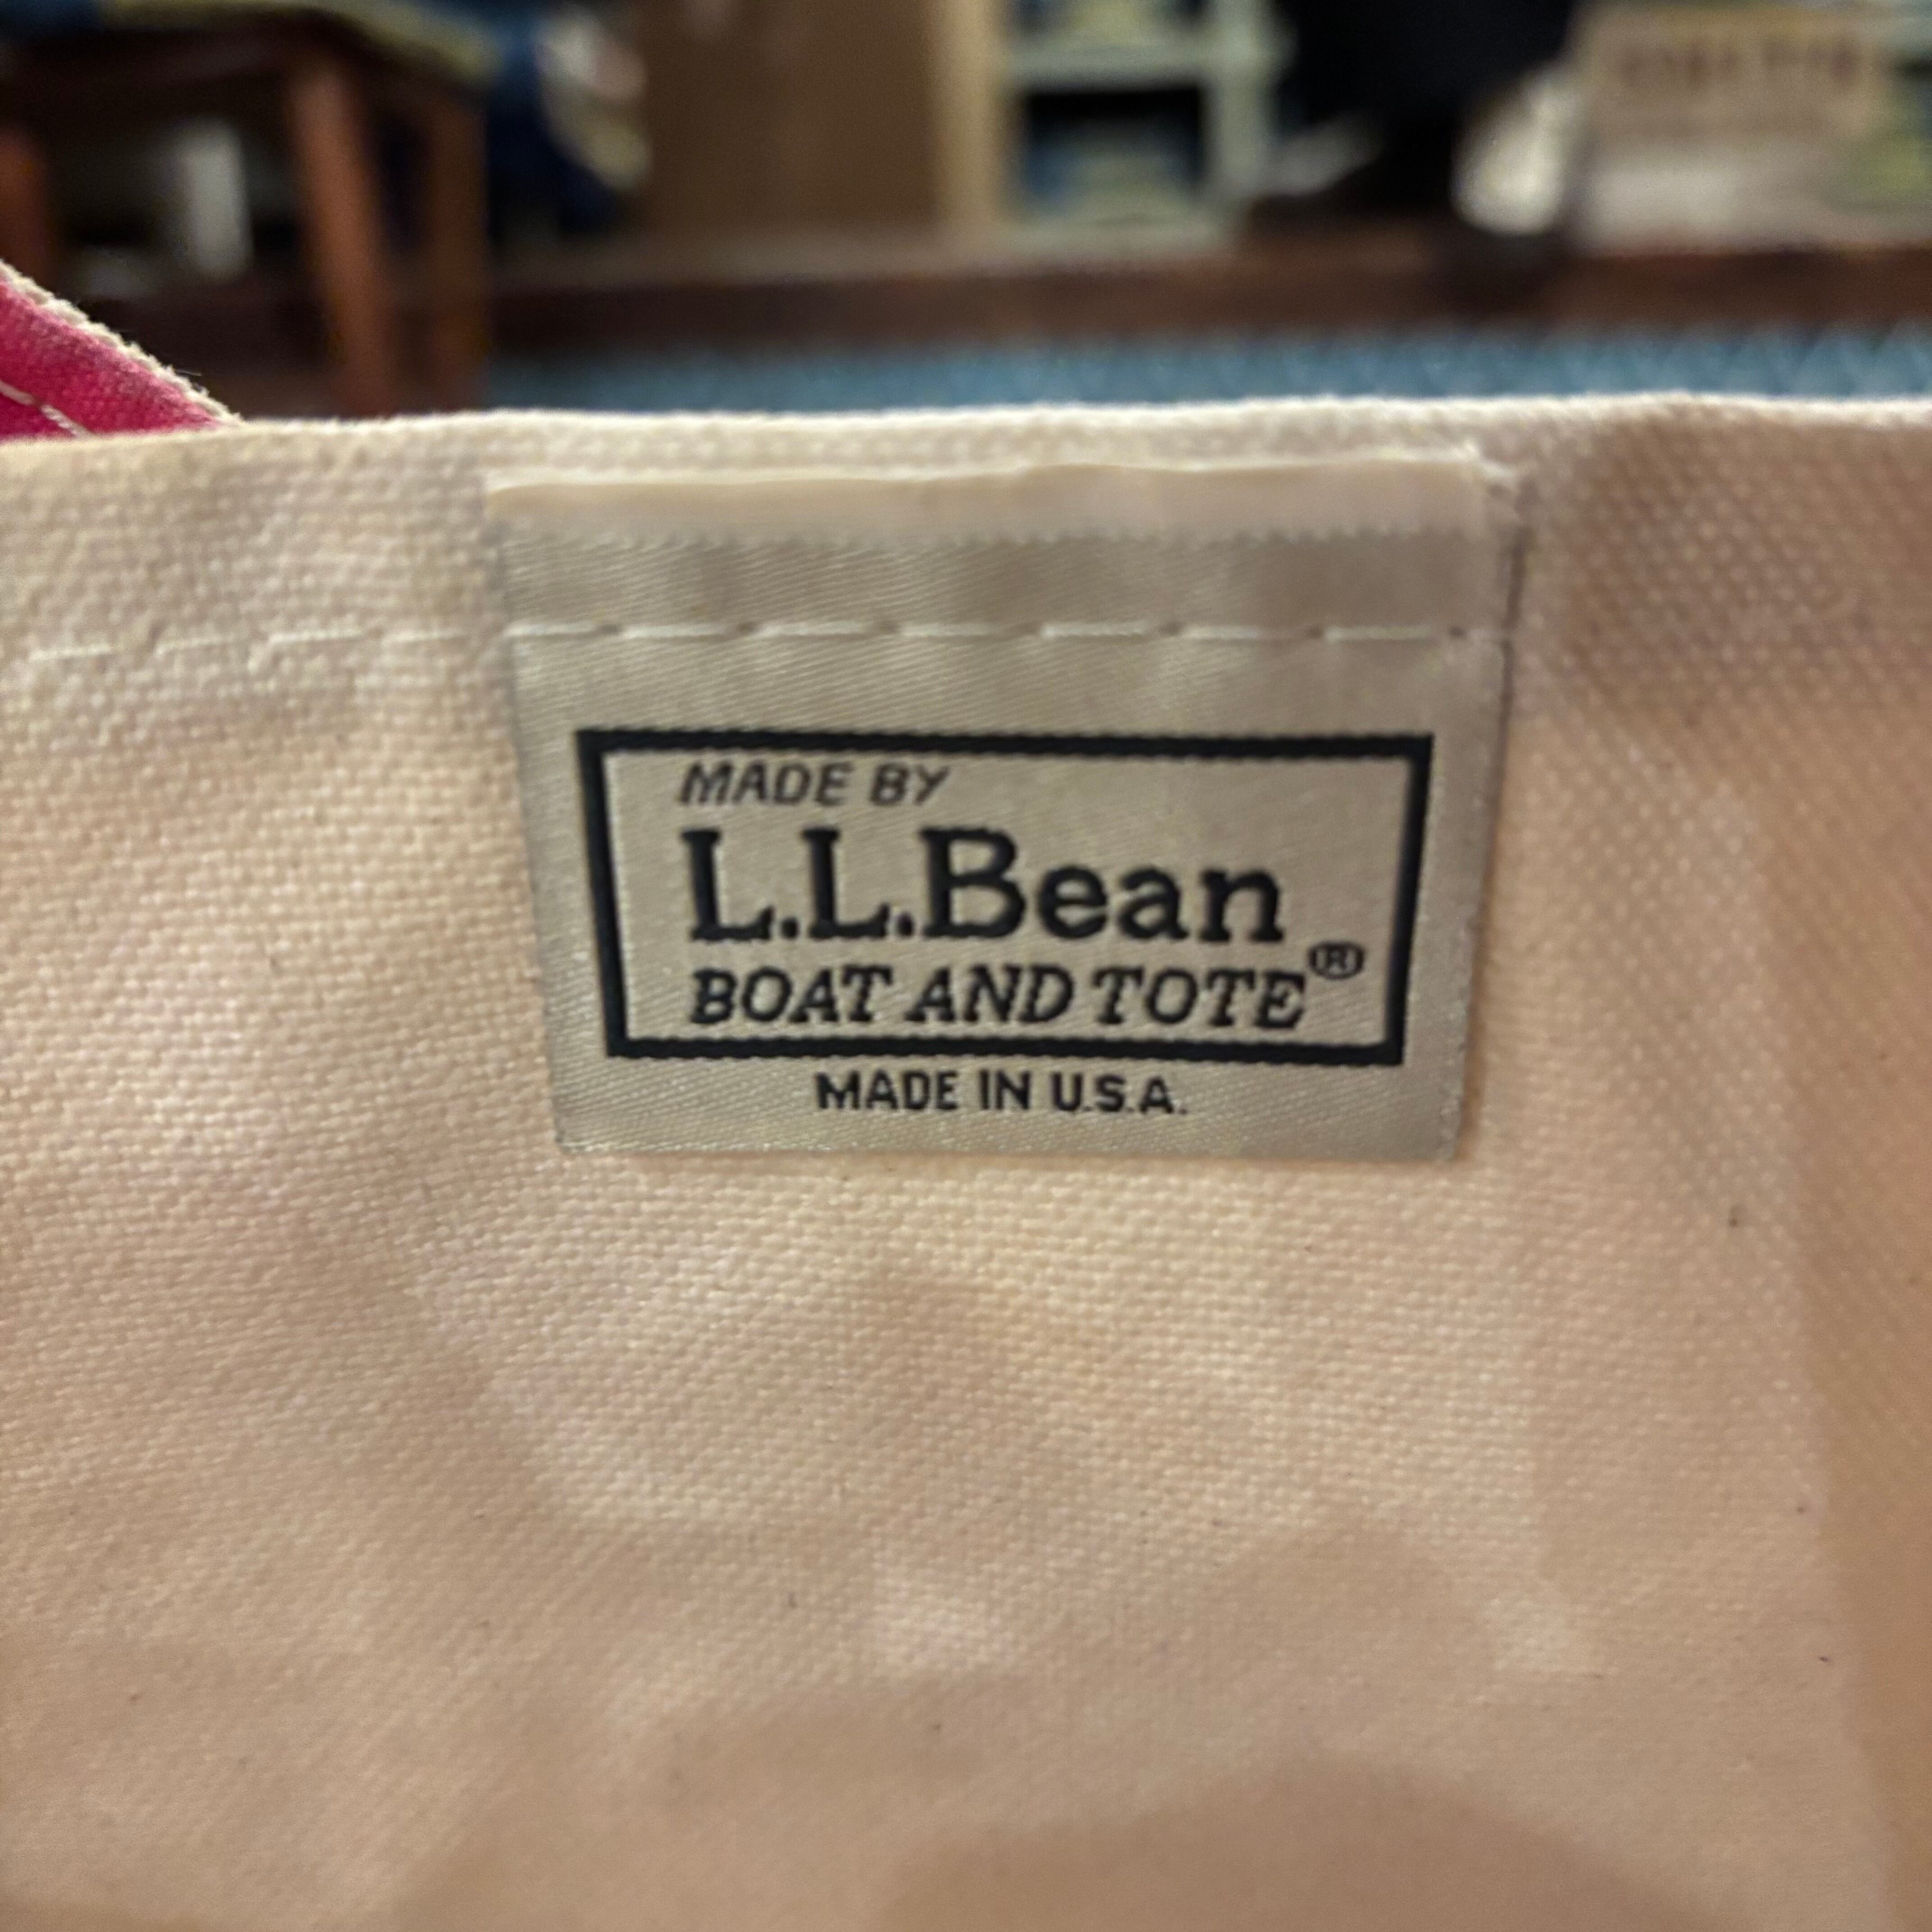 MADE BY
L.L.Bean
BOAT AND TOTE®
MADE IN U.S.A.